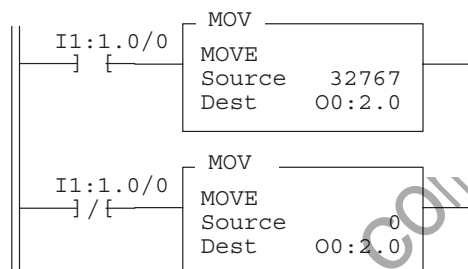 MOV
I1:1.0/0
MOVE
Source 32767
Dest O0:2.0
MOV
I1:1.0/0
MOVE
Source 0
Dest O0:2.0